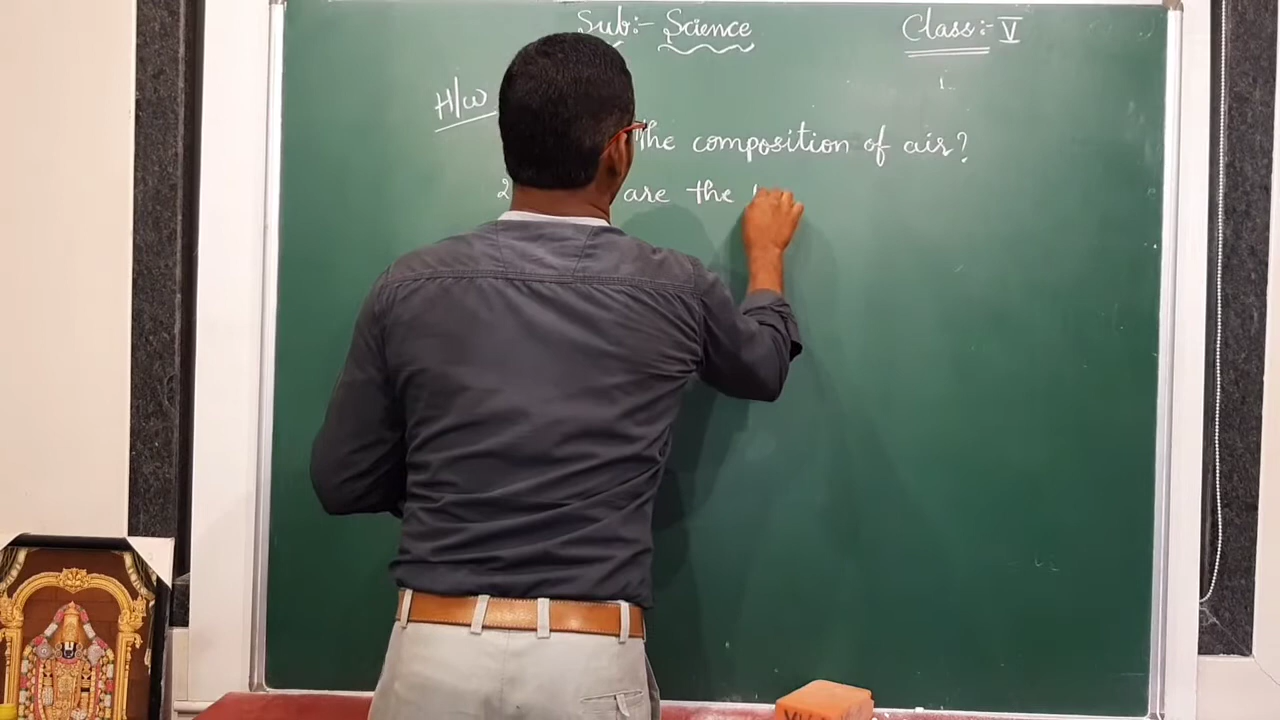 Sub:- Science
Class:- V
H/w
the composition of air?
2 are the